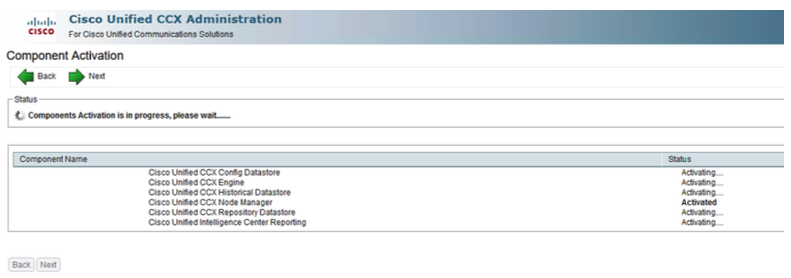 CISCO
Cisco Unified CCX Administration
For Cisco Unified Communications Solutions
Component Activation
Back Next
Status
Components Activation is in progress, please wait......
Component Name Status
Cisco Unified CCX Config Datastore Activating....
Cisco Unified CCX Engine Activating....
Cisco Unified CCX Historical Datastore Activating....
Cisco Unified CCX Node Manager Activated
Cisco Unified CCX Repository Datastore Activating....
Cisco Unified Intelligence Center Reporting Activating....
Back Next